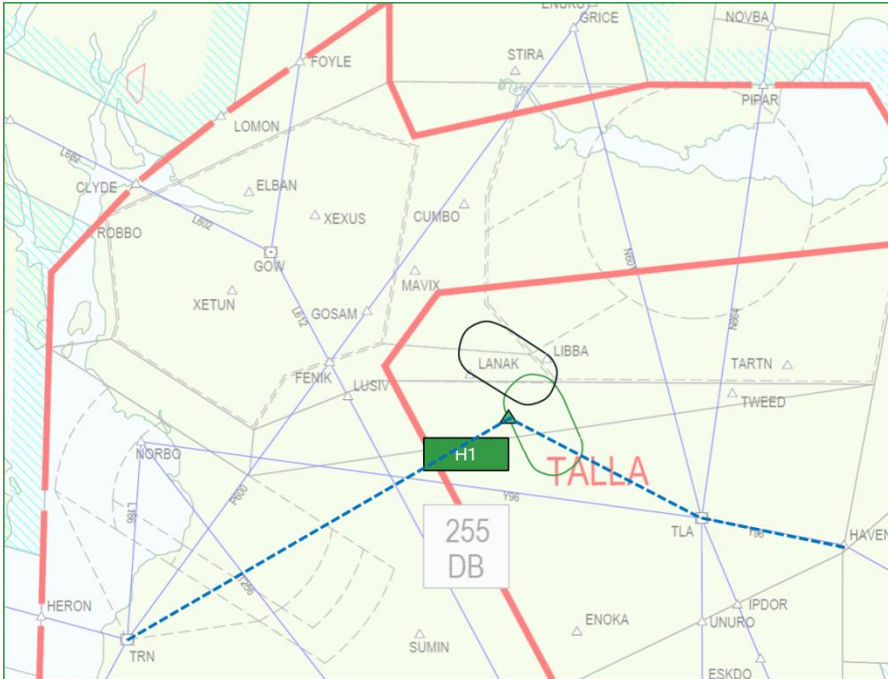 ENUKU
GRICE
NOVBA
FOYLE
STIRA
PIPAR
LOMON
L602
CLYDE
ELBAN
XEXUS
CUMBO
ROBBO
L602
GOW
N601
MAVIX
XETUN
GOSAM
L612
N864
LIBBA
LANAK
TARTN
FENIK
LUSIV
TWEED
H1
NORBO
TALLA
P600
Y96
L186
255
DB
TLA
Y96
HAVEN
Y256
HERON
IPDOR
ENOKA
UNURO
SUMIN
TRN
ESKDO